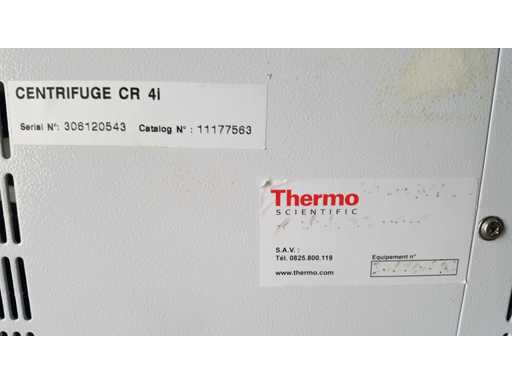 CENTRIFUGE CR 4I
Serial N°: 306120543 Catalog N° : 11177563
Thermo
SCIENTIFIC
S.A.V. :
Tél. 0825.800.119
Equipement n°
www.thermo.com